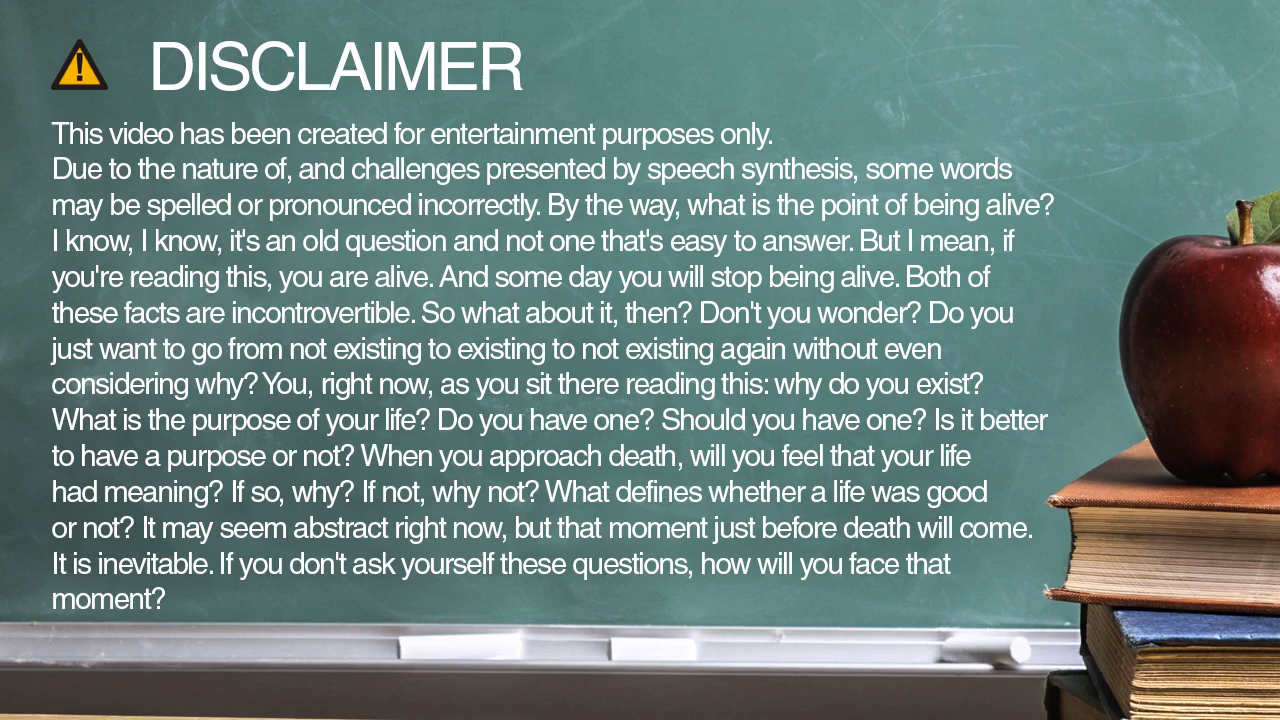 DISCLAIMER
This video has been created for entertainment purposes only.
Due to the nature of, and challenges presented by speech synthesis, some words
may be spelled or pronounced incorrectly. By the way, what is the point of being alive?
I know, I know, it's an old question and not one that's easy to answer. But I mean, if
you're reading this, you are alive. And some day you will stop being alive. Both of
these facts are incontrovertible. So what about it, then? Don't you wonder? Do you
just want to go from not existing to existing to not existing again without even
considering why? You, right now, as you sit there reading this: why do you exist?
What is the purpose of your life? Do you have one? Should you have one? Is it better
to have a purpose or not? When you approach death, will you feel that your life
had meaning? If so, why? If not, why not? What defines whether a life was good
or not? It may seem abstract right now, but that moment just before death will come.
It is inevitable. If you don't ask yourself these questions, how will you face that
moment?